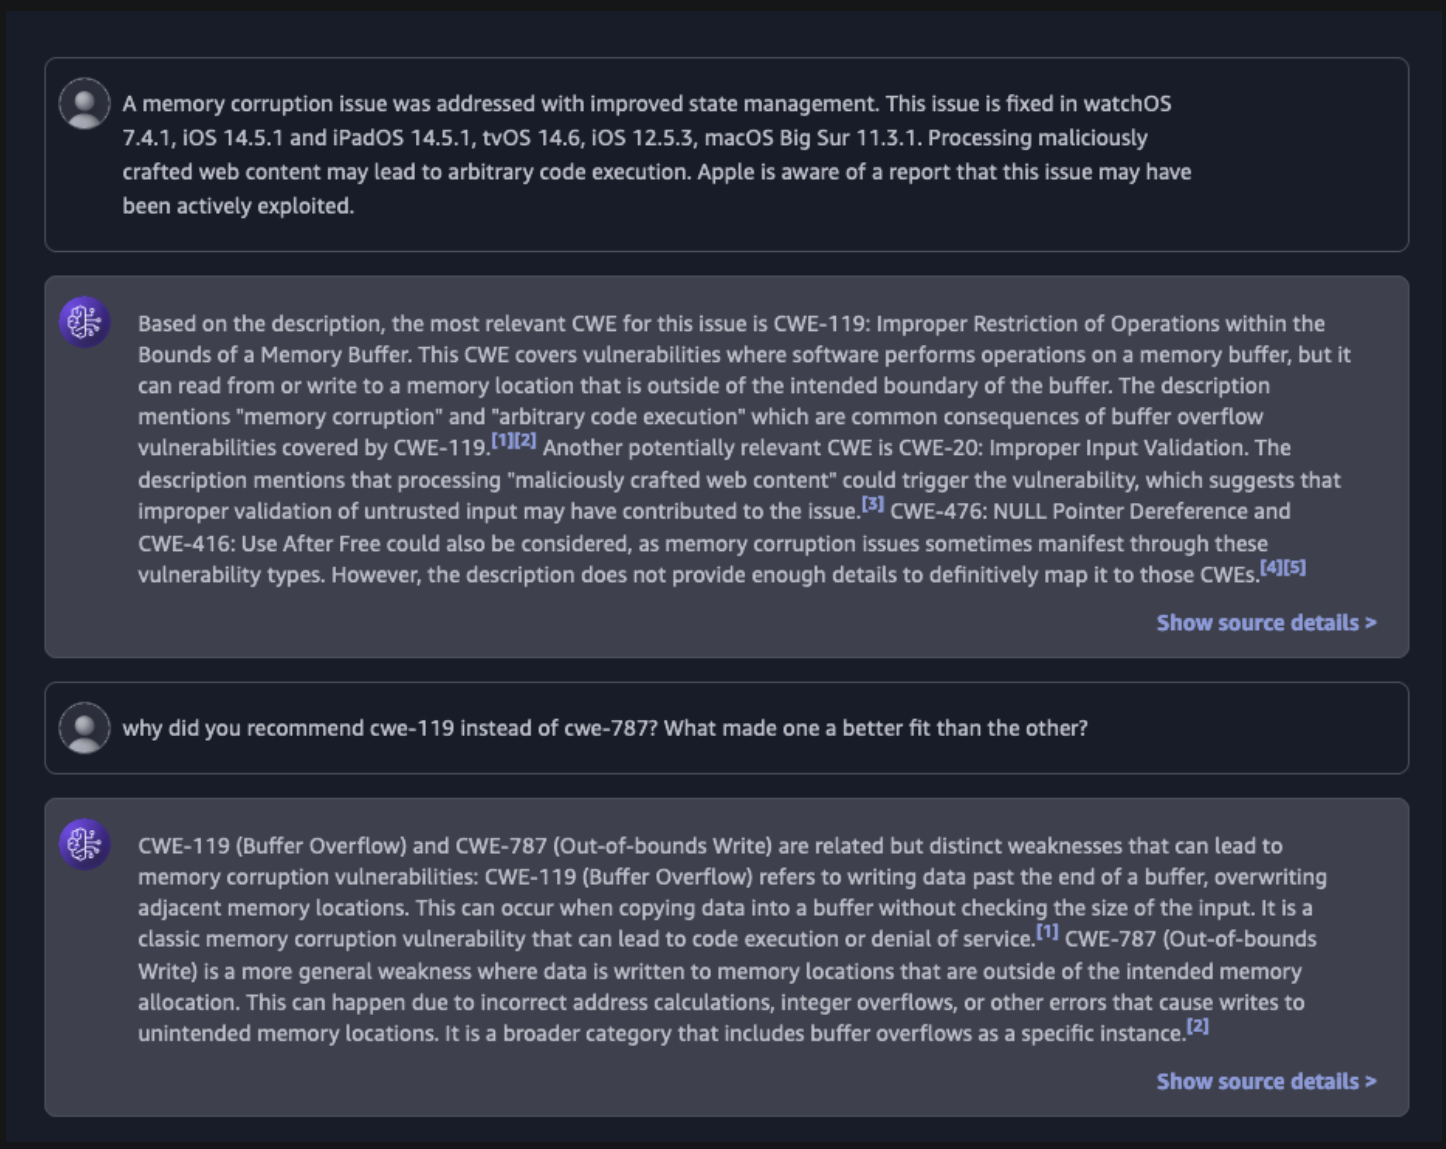 A memory corruption issue was addressed with improved state management. This issue is fixed in watchOS
7.4.1, iOS 14.5.1 and iPadOS 14.5.1, tvOS 14.6, iOS 12.5.3, macOS Big Sur 11.3.1. Processing maliciously
crafted web content may lead to arbitrary code execution. Apple is aware of a report that this issue may have
been actively exploited.
Based on the description, the most relevant CWE for this issue is CWE-119: Improper Restriction of Operations within the
Bounds of a Memory Buffer. This CWE covers vulnerabilities where software performs operations on a memory buffer, but it
can read from or write to a memory location that is outside of the intended boundary of the buffer. The description
mentions "memory corruption" and "arbitrary code execution" which are common consequences of buffer overflow
vulnerabilities covered by CWE-119.[1][2] Another potentially relevant CWE is CWE-20: Improper Input Validation. The
description mentions that processing "maliciously crafted web content" could trigger the vulnerability, which suggests that
improper validation of untrusted input may have contributed to the issue.[3] CWE-476: NULL Pointer Dereference and
CWE-416: Use After Free could also be considered, as memory corruption issues sometimes manifest through these
vulnerability types. However, the description does not provide enough details to definitively map it to those CWEs.[4][5]
Show source details >
why did you recommend cwe-119 instead of cwe-787? What made one a better fit than the other?
CWE-119 (Buffer Overflow) and CWE-787 (Out-of-bounds Write) are related but distinct weaknesses that can lead to
memory corruption vulnerabilities: CWE-119 (Buffer Overflow) refers to writing data past the end of a buffer, overwriting
adjacent memory locations. This can occur when copying data into a buffer without checking the size of the input. It is a
classic memory corruption vulnerability that can lead to code execution or denial of service.[1] CWE-787 (Out-of-bounds
Write) is a more general weakness where data is written to memory locations that are outside of the intended memory
allocation. This can happen due to incorrect address calculations, integer overflows, or other errors that cause writes to
unintended memory locations. It is a broader category that includes buffer overflows as a specific instance.[2]
Show source details >